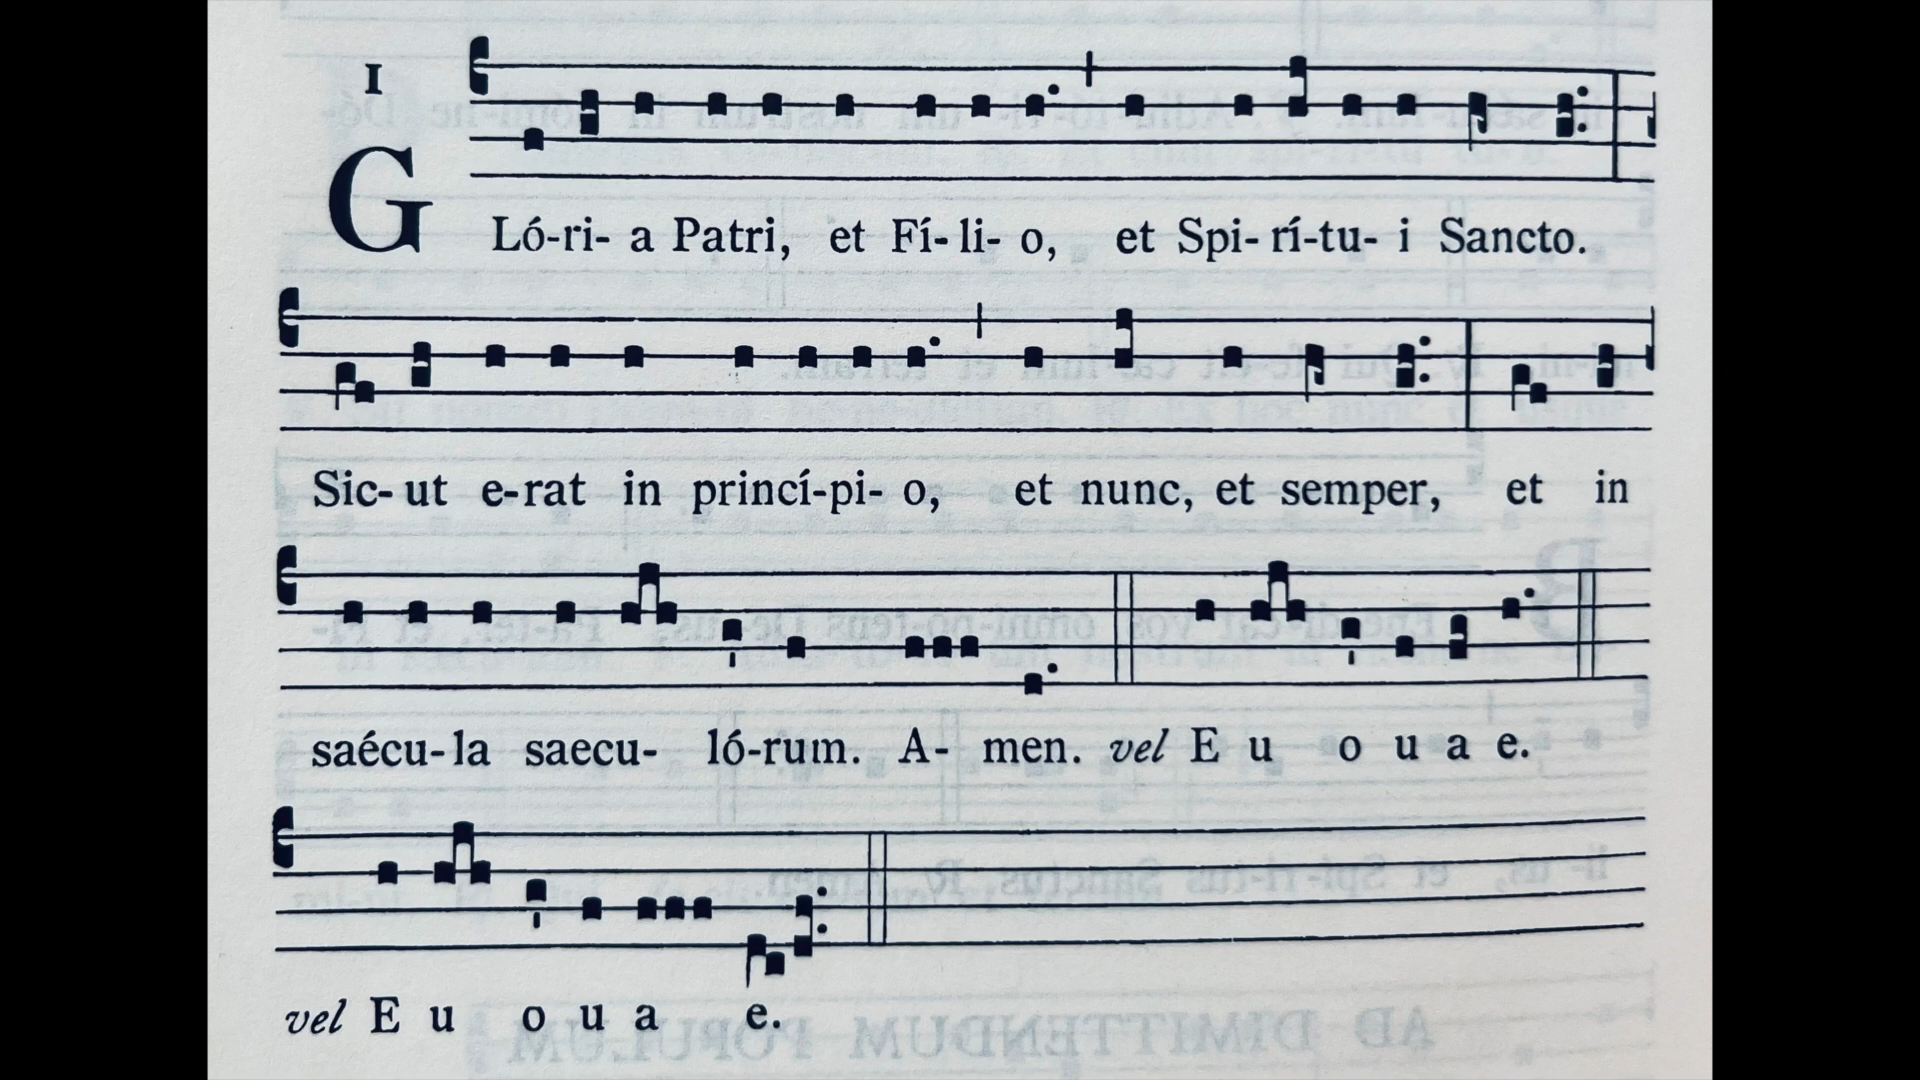 I
GLó-ri- a Patri, et Fí- li- o, et Spi- rí-tu- i Sancto.
Sic- ut e-rat in princí-pi- o, et nunc, et semper, et in
saécu- la saecu- ló-rum. A- men. vel E u o u a e.
vel E u o u a e.